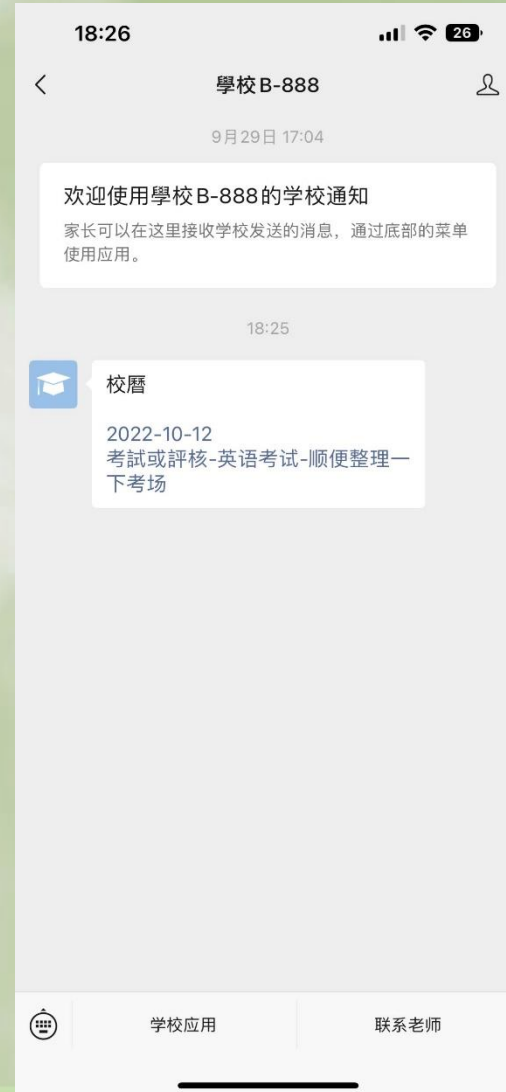 18:26
26
學校B-888
9月29日 17:04
欢迎使用學校B-888的学校通知
家长可以在这里接收学校发送的消息，通过底部的菜单
使用应用。
18:25
校曆
2022-10-12
考試或評核-英语考试-顺便整理一
下考场
学校应用
联系老师